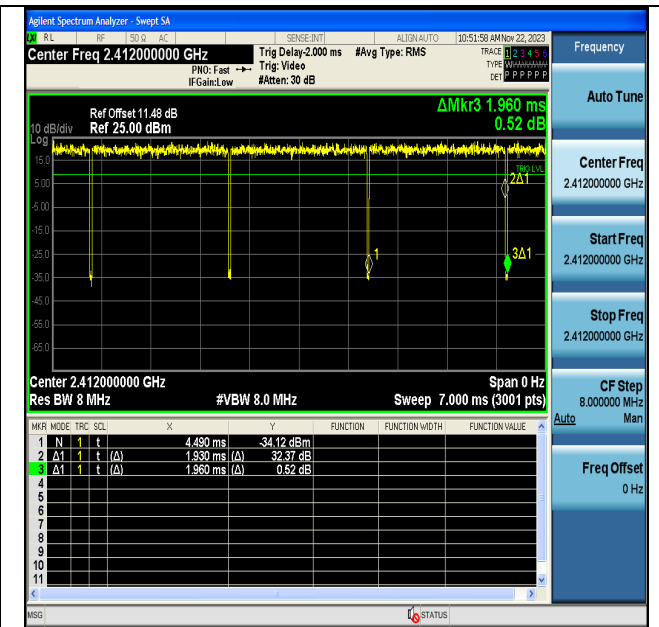 Agilent Spectrum Analyzer - Swept SA
LXI RL RF 50 Ω AC SENSE:INT ALIGN AUTO 10:51:58 AM Nov 22, 2023
Center Freq 2.412000000 GHz Trig Delay-2.000 ms #Avg Type: RMS TRACE 1 2 3 4 5 6
PNO: Fast Trig: Video TYPE
IFGain:Low #Atten: 30 dB DET P P P P P P
Frequency
Auto Tune
Ref Offset 11.48 dB ΔMkr3 1.960 ms
10 dB/div Ref 25.00 dBm 0.52 dB
Log
15.0
TRIG LVL
5.00
2Δ1
-5.00
-15.0
-25.0
1
3Δ1
-35.0
-45.0
-55.0
-65.0
Center 2.412000000 GHz Span 0 Hz
Res BW 8 MHz #VBW 8.0 MHz Sweep 7.000 ms (3001 pts)
Center Freq
2.412000000 GHz
Start Freq
2.412000000 GHz
Stop Freq
2.412000000 GHz
CF Step
8.000000 MHz
Auto Man
Freq Offset
0 Hz
MKR MODE TRC SCL X Y FUNCTION FUNCTION WIDTH FUNCTION VALUE
1 N 1 t 4.490 ms -34.12 dBm
2 Δ1 1 t (Δ) 1.930 ms (Δ) 32.37 dB
3 Δ1 1 t (Δ) 1.960 ms (Δ) 0.52 dB
4
5
6
7
8
9
10
11
MSG STATUS